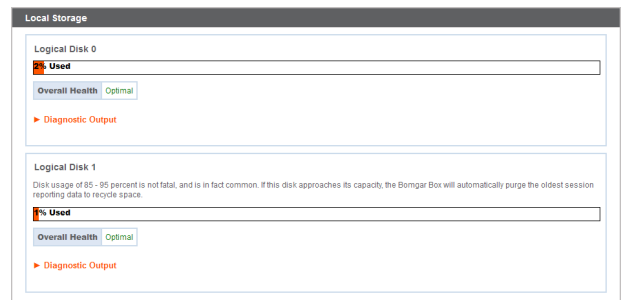 Local Storage
Logical Disk 0
2% Used
Overall Health Optimal
► Diagnostic Output
Logical Disk 1
Disk usage of 85 - 95 percent is not fatal, and is in fact common. If this disk approaches its capacity, the Bomgar Box will automatically purge the oldest session
reporting data to recycle space.
1% Used
Overall Health Optimal
► Diagnostic Output